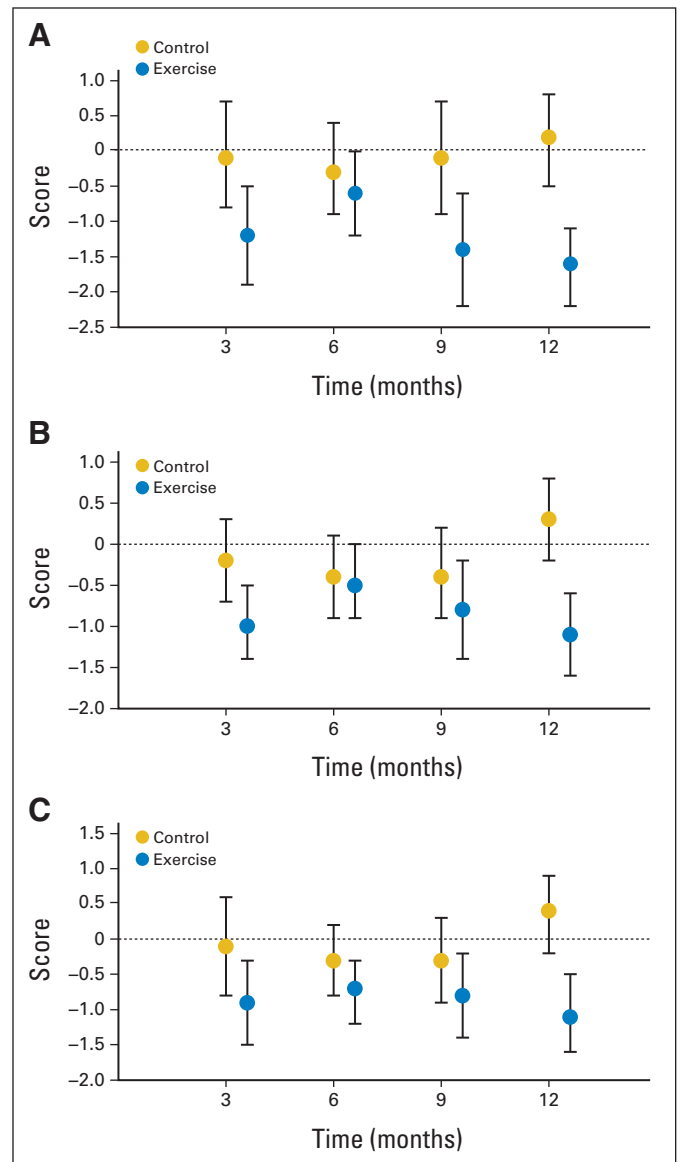 A
Control
Exercise
1.0
0.5
0
–0.5
–1.0
–1.5
–2.0
–2.5
Score
3 6 9 12
Time (months)
B
Control
Exercise
1.0
0.5
0
–0.5
–1.0
–1.5
–2.0
Score
3 6 9 12
Time (months)
C
Control
Exercise
1.5
1.0
0.5
0
–0.5
–1.0
–1.5
–2.0
Score
3 6 9 12
Time (months)